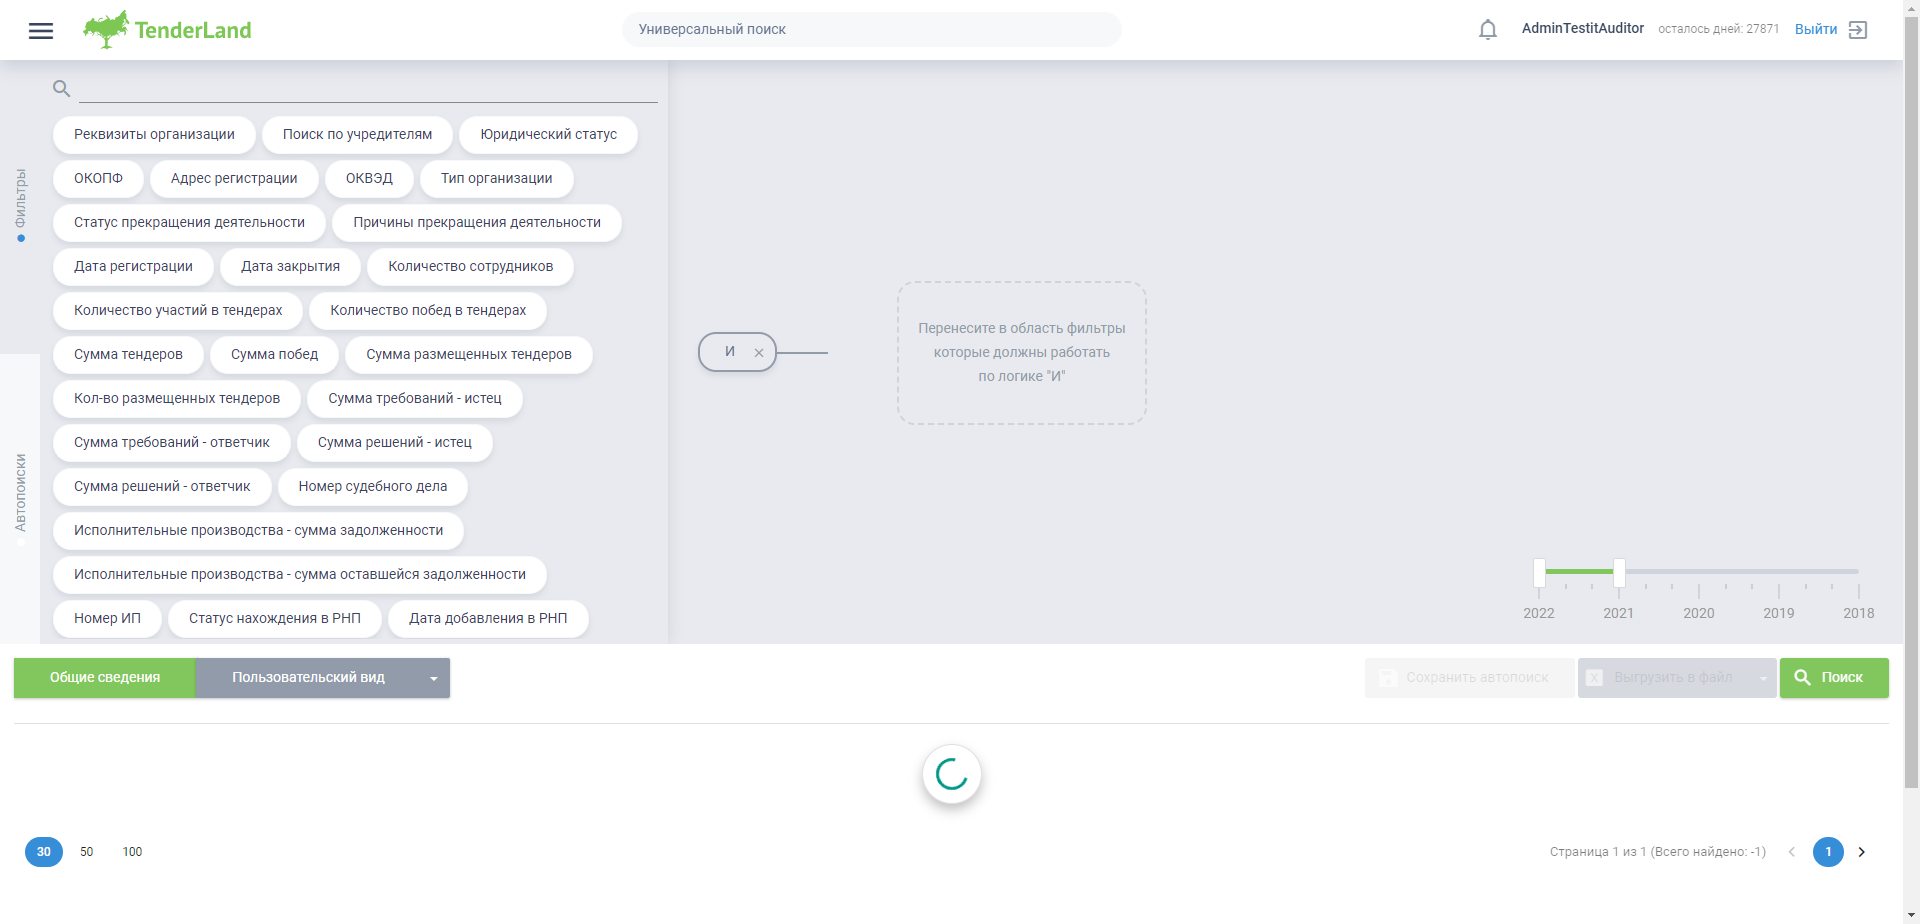 TenderLand
Универсальный поиск
AdminTestitAuditor
осталось дней: 27871
Выйти
Фильтры
Автопоиски
Реквизиты организации
Поиск по учредителям
Юридический статус
ОКОПФ
Адрес регистрации
ОКВЭД
Тип организации
Статус прекращения деятельности
Причины прекращения деятельности
Дата регистрации
Дата закрытия
Количество сотрудников
Количество участий в тендерах
Количество побед в тендерах
Сумма тендеров
Сумма побед
Сумма размещенных тендеров
Кол-во размещенных тендеров
Сумма требований - истец
Сумма требований - ответчик
Сумма решений - истец
Сумма решений - ответчик
Номер судебного дела
Исполнительные производства - сумма задолженности
Исполнительные производства - сумма оставшейся задолженности
Номер ИП
Статус нахождения в РНП
Дата добавления в РНП
И
Перенесите в область фильтры
которые должны работать
по логике "И"
2022
2021
2020
2019
2018
Общие сведения
Пользовательский вид
Сохранить автопоиск
X
Выгрузить в файл
Поиск
30
50
100
Страница 1 из 1 (Всего найдено: -1)
1